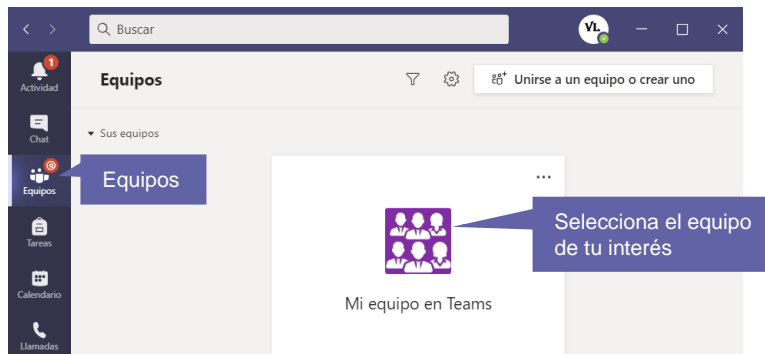 Buscar
VL
1
Actividad
Equipos
Unirse a un equipo o crear uno
Chat
Sus equipos
@
Equipos
Equipos
Tareas
Selecciona el equipo
de tu interés
Calendario
Mi equipo en Teams
Llamadas